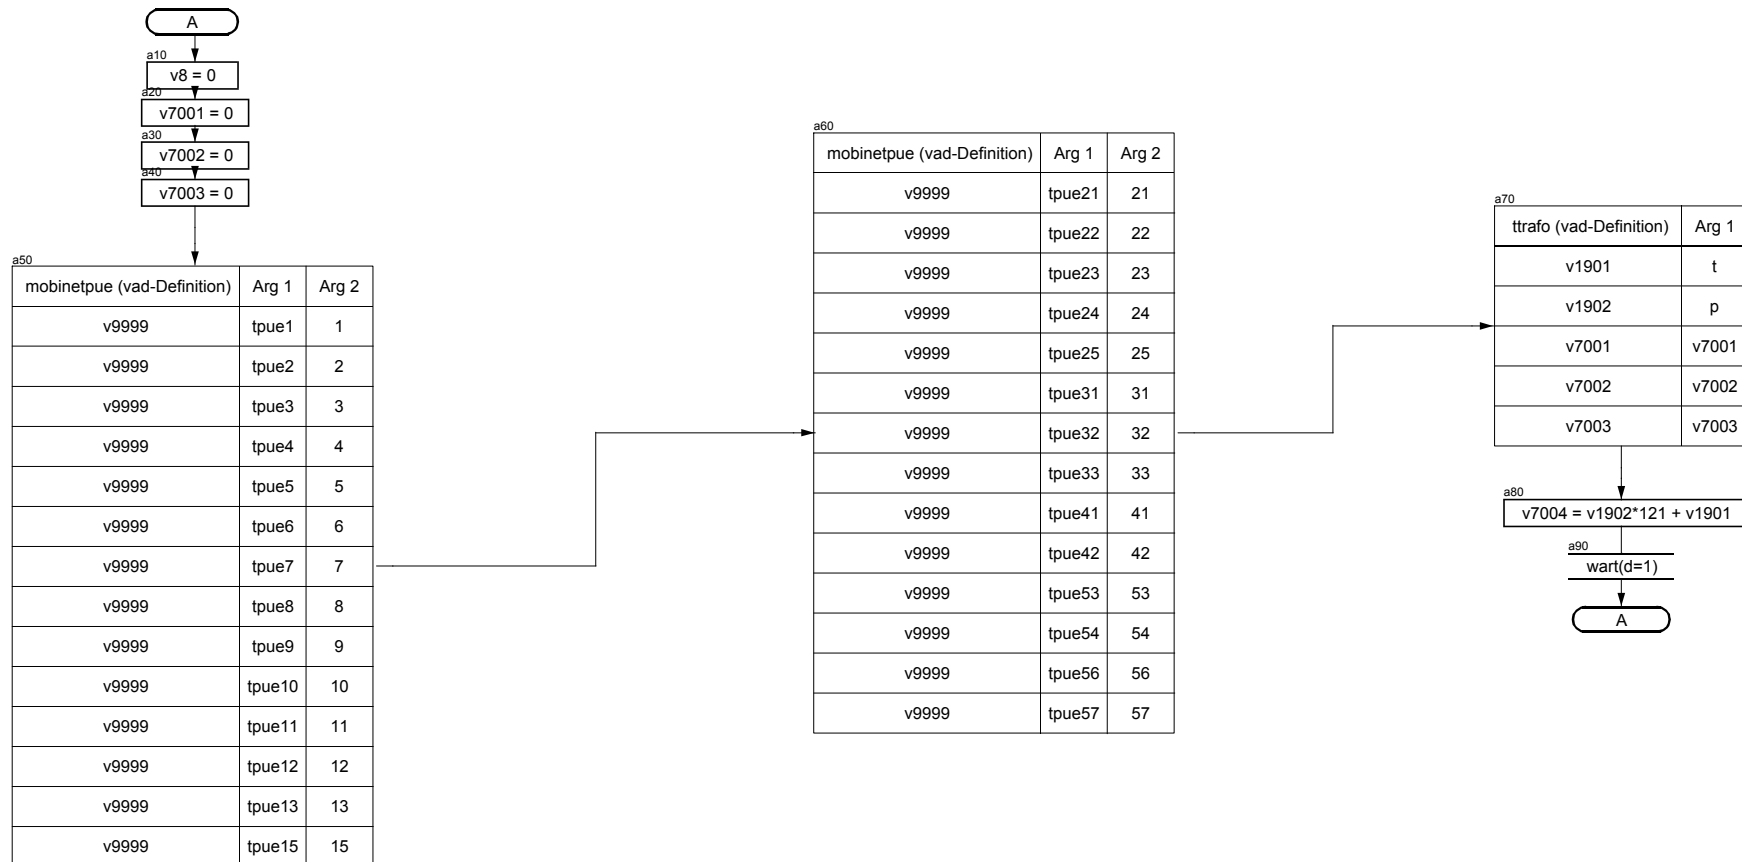 A
a10
v8 = 0
a20
v7001 = 0
a30
v7002 = 0
a40
v7003 = 0
a50
mobinetpue (vad-Definition) Arg 1 Arg 2
v9999 tpue1 1
v9999 tpue2 2
v9999 tpue3 3
v9999 tpue4 4
v9999 tpue5 5
v9999 tpue6 6
v9999 tpue7 7
v9999 tpue8 8
v9999 tpue9 9
v9999 tpue10 10
v9999 tpue11 11
v9999 tpue12 12
v9999 tpue13 13
v9999 tpue15 15
a60
mobinetpue (vad-Definition) Arg 1 Arg 2
v9999 tpue21 21
v9999 tpue22 22
v9999 tpue23 23
v9999 tpue24 24
v9999 tpue25 25
v9999 tpue31 31
v9999 tpue32 32
v9999 tpue33 33
v9999 tpue41 41
v9999 tpue42 42
v9999 tpue53 53
v9999 tpue54 54
v9999 tpue56 56
v9999 tpue57 57
a70
ttrafo (vad-Definition) Arg 1
v1901 t
v1902 p
v7001 v7001
v7002 v7002
v7003 v7003
a80
v7004 = v1902*121 + v1901
a90
wart(d=1)
A